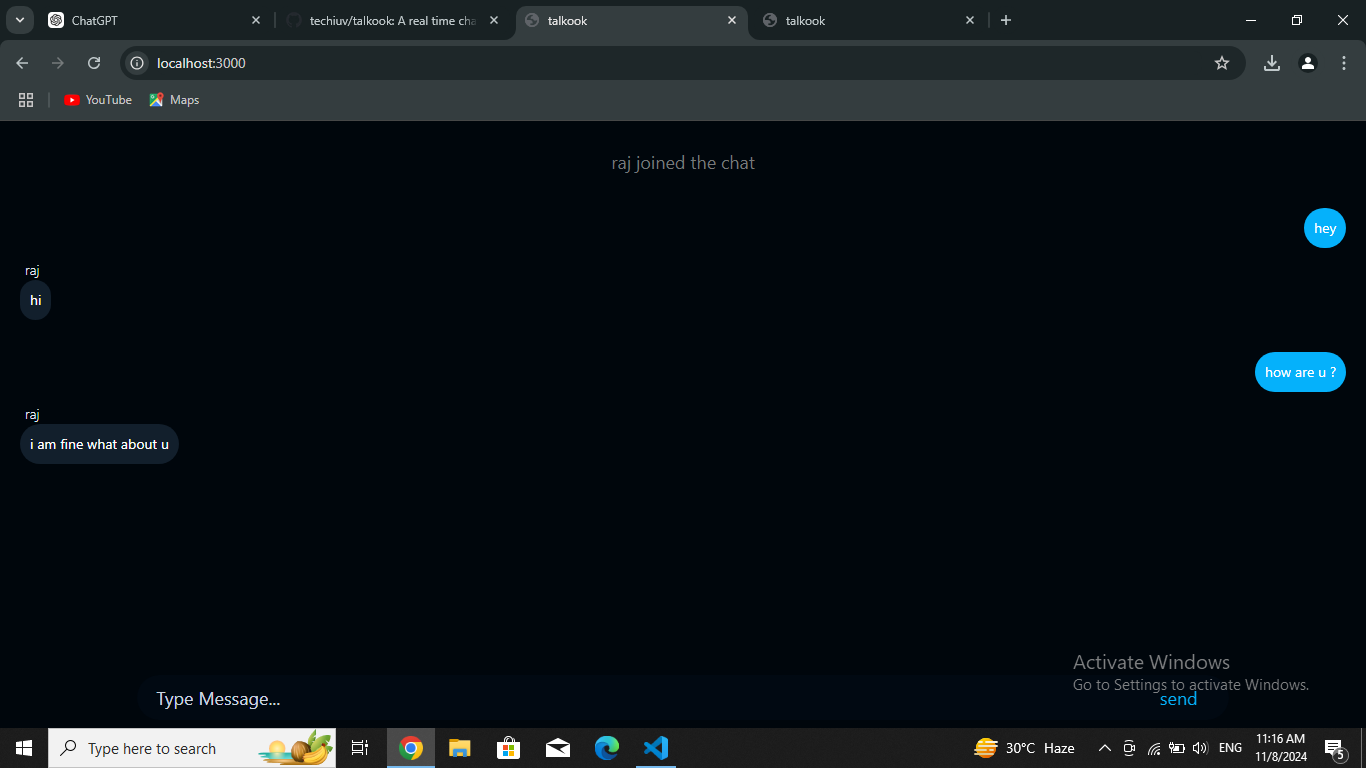 ChatGPT
techiuv/talkook: A real time cha
talkook
talkook
localhost:3000
YouTube
Maps
raj joined the chat
hey
raj
hi
how are u ?
raj
i am fine what about u
Activate Windows
Go to Settings to activate Windows.
Type Message...
send
Type here to search
30°C Haze
ENG
11:16 AM
11/8/2024
5